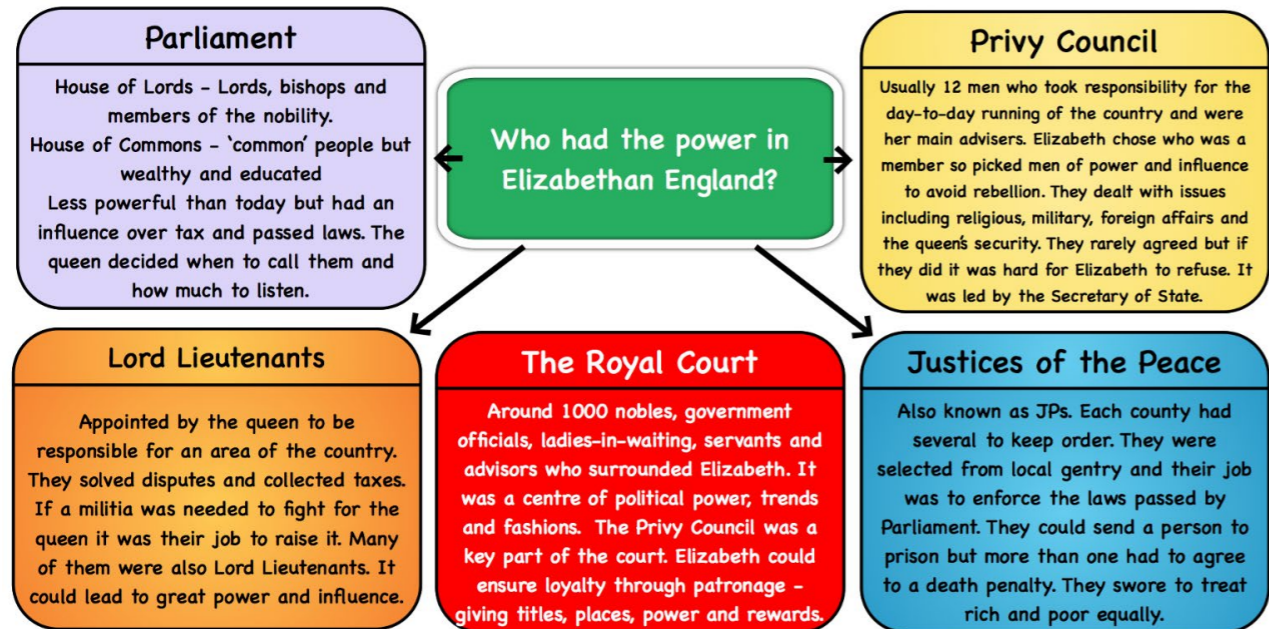 Parliament
House of Lords – Lords, bishops and
members of the nobility.
House of Commons – ‘common’ people but
wealthy and educated
Less powerful than today but had an
influence over tax and passed laws. The
queen decided when to call them and
how much to listen.
Who had the power in
Elizabethan England?
Privy Council
Usually 12 men who took responsibility for the
day-to-day running of the country and were
her main advisers. Elizabeth chose who was a
member so picked men of power and influence
to avoid rebellion. They dealt with issues
including religious, military, foreign affairs and
the queen's security. They rarely agreed but if
they did it was hard for Elizabeth to refuse. It
was led by the Secretary of State.
Lord Lieutenants
Appointed by the queen to be
responsible for an area of the country.
They solved disputes and collected taxes.
If a militia was needed to fight for the
queen it was their job to raise it. Many
of them were also Lord Lieutenants. It
could lead to great power and influence.
The Royal Court
Around 1000 nobles, government
officials, ladies-in-waiting, servants and
advisors who surrounded Elizabeth. It
was a centre of political power, trends
and fashions. The Privy Council was a
key part of the court. Elizabeth could
ensure loyalty through patronage –
giving titles, places, power and rewards.
Justices of the Peace
Also known as JPs. Each county had
several to keep order. They were
selected from local gentry and their job
was to enforce the laws passed by
Parliament. They could send a person to
prison but more than one had to agree
to a death penalty. They swore to treat
rich and poor equally.